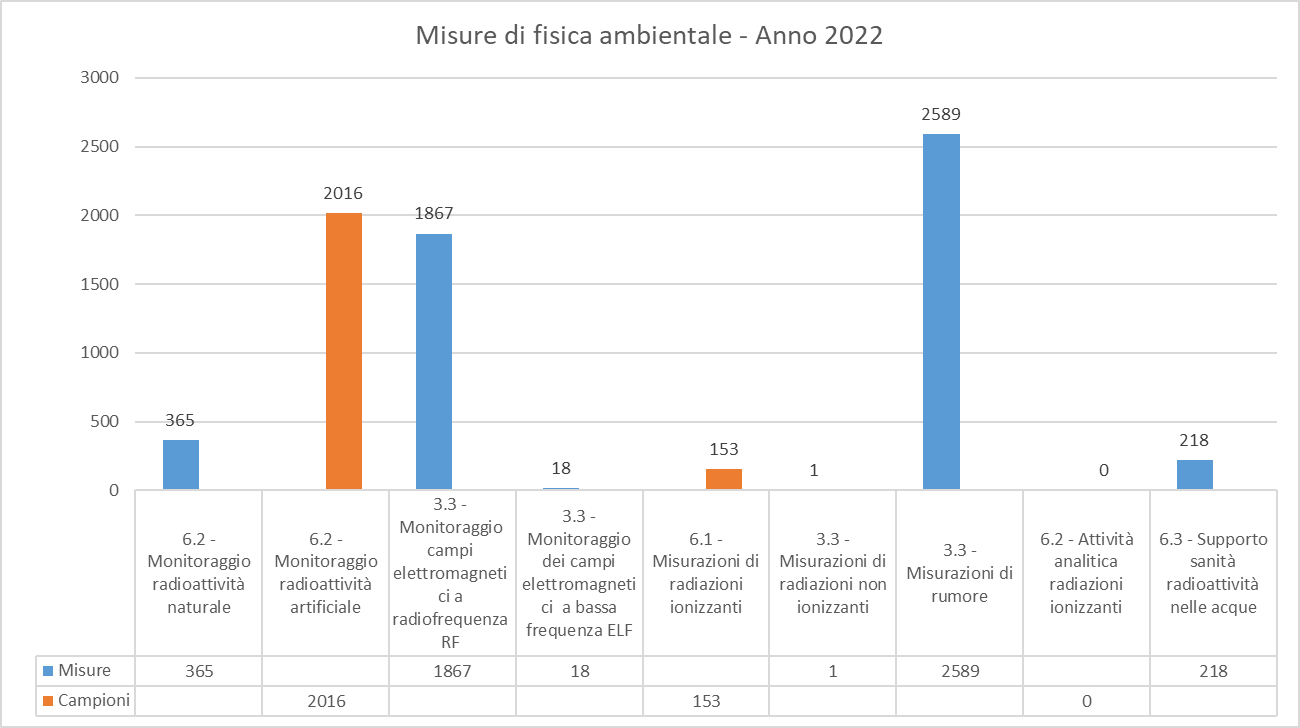 Misure di fisica ambientale - Anno 2022
3000
2500
2000
1500
1000
500
0
365
2016
1867
18
153
1
2589
0
218
6.2 -
Monitoraggio
radioattività
naturale
6.2 -
Monitoraggio
radioattività
artificiale
3.3 -
Monitoraggio
campi
elettromagneti
ci a
radiofrequenza
RF
3.3 -
Monitoraggio
dei campi
elettromagneti
ci a bassa
frequenza ELF
6.1 -
Misurazioni di
radiazioni
ionizzanti
3.3 -
Misurazioni di
radiazioni non
ionizzanti
3.3 -
Misurazioni di
rumore
6.2 - Attività
analitica
radiazioni
ionizzanti
6.3 - Supporto
sanità
radioattività
nelle acque
Misure 365 1867 18 1 2589 218
Campioni 2016 153 0